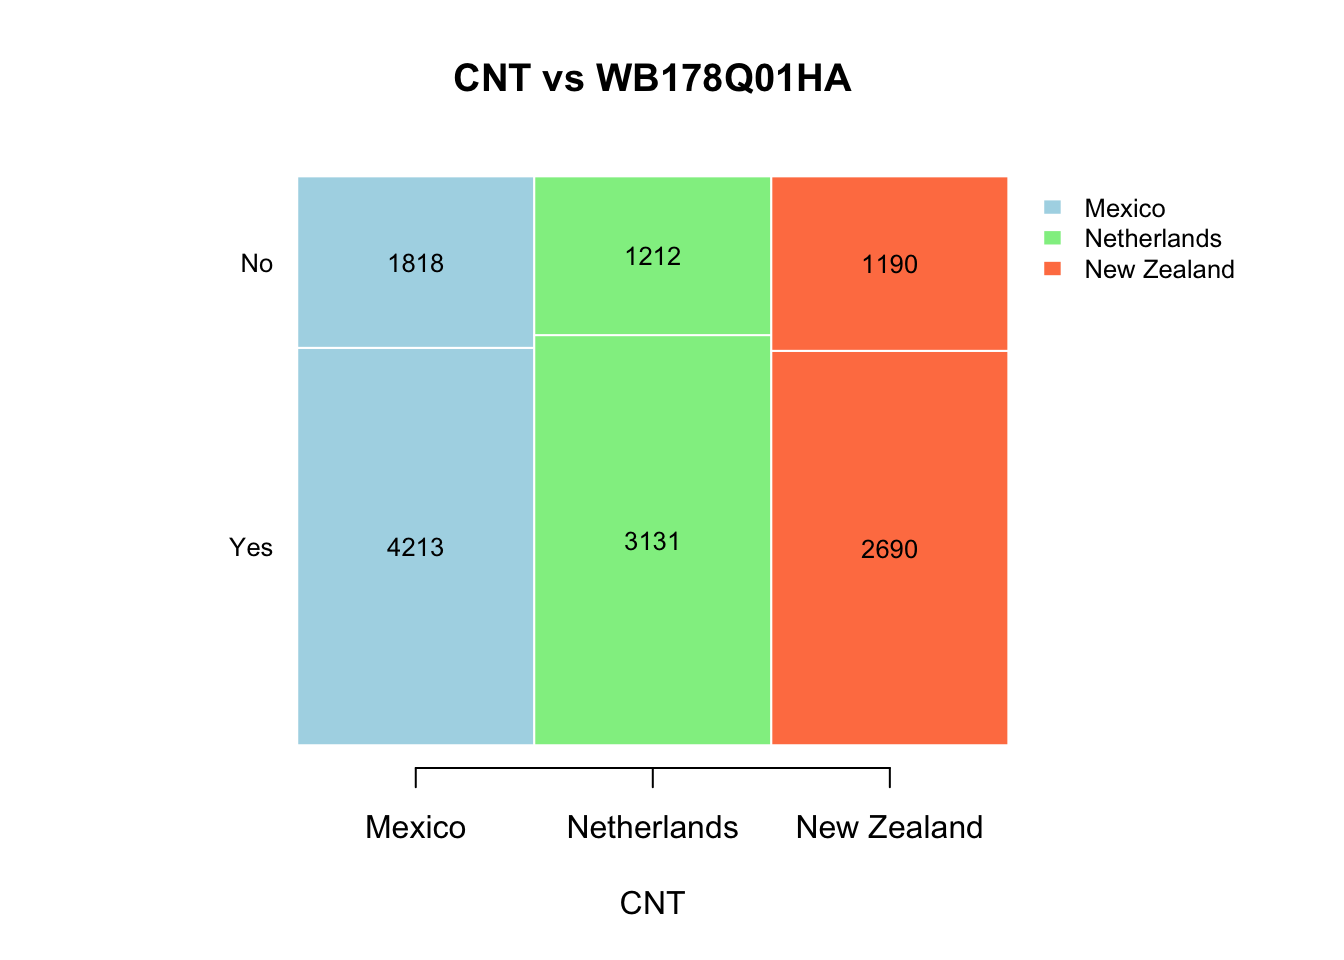 CNT vs WB178Q01HA
No
1818
1212
1190
Mexico
Netherlands
New Zealand
Yes
4213
3131
2690
Mexico
Netherlands
New Zealand
CNT